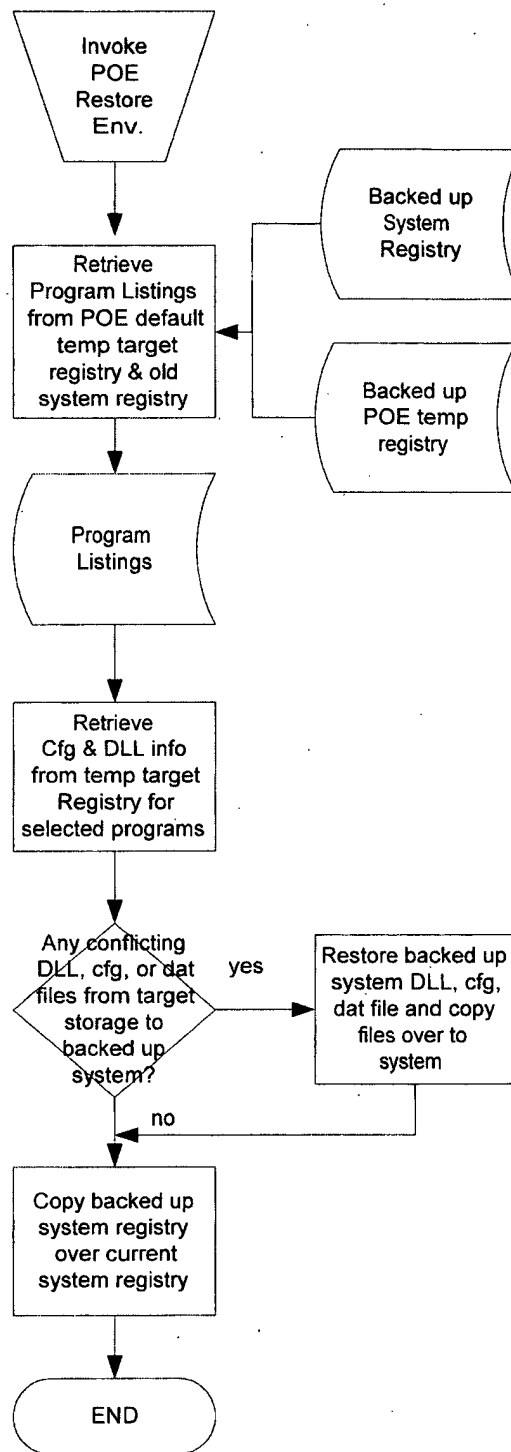 Invoke
POE
Restore
Env.
Backed up
System
Registry
Retrieve
Program Listings
from POE default
temp target
registry & old
system registry
Backed up
POE temp
registry
Program
Listings
Retrieve
Cfg & DLL info
from temp target
Registry for
selected programs
Any conflicting
DLL, cfg, or dat
files from target
storage to
backed up
system?
yes
Restore backed up
system DLL, cfg,
dat file and copy
files over to
system
no
Copy backed up
system registry
over current
system registry
END